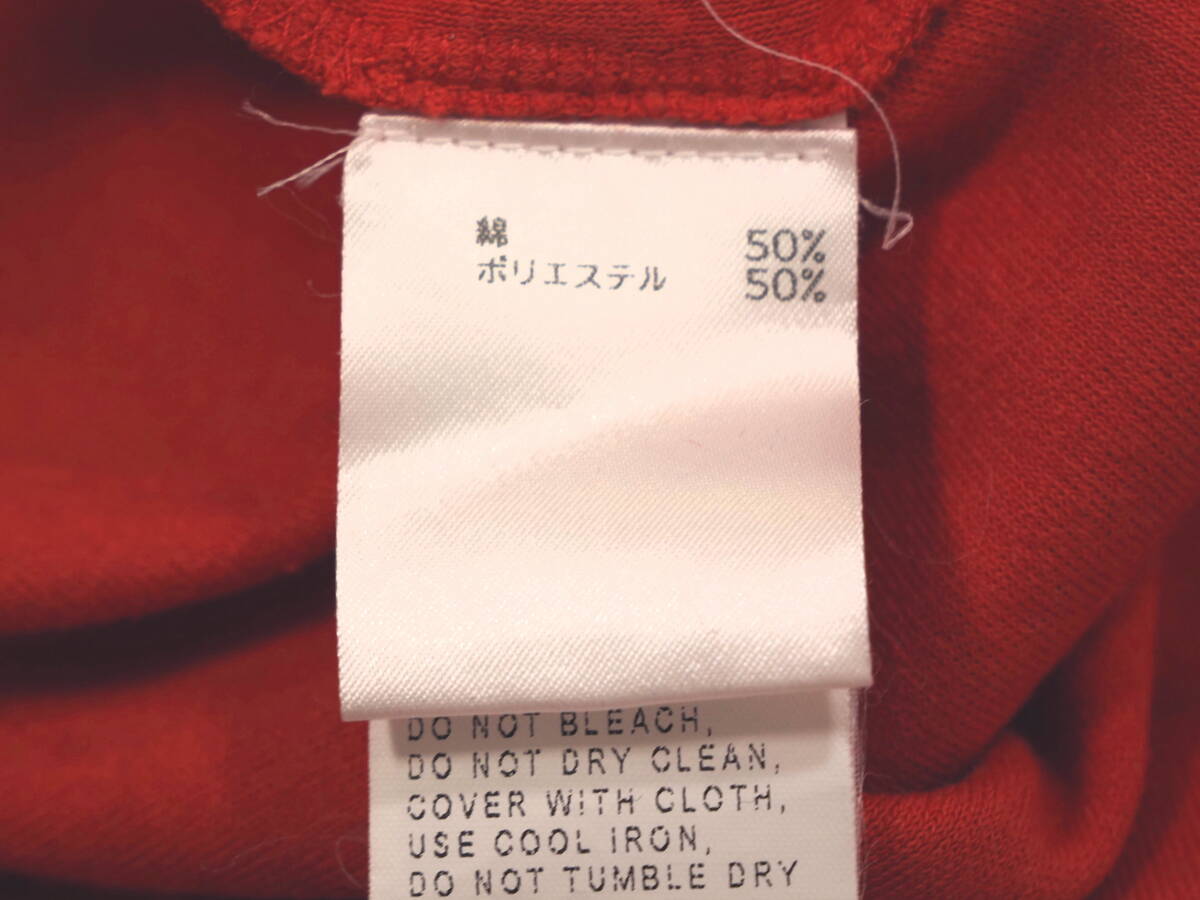 綿 50%
ポリエステル 50%
DO NOT BLEACH,
DO NOT DRY CLEAN,
COVER WITH CLOTH,
USE COOL IRON,
DO NOT TUMBLE DRY